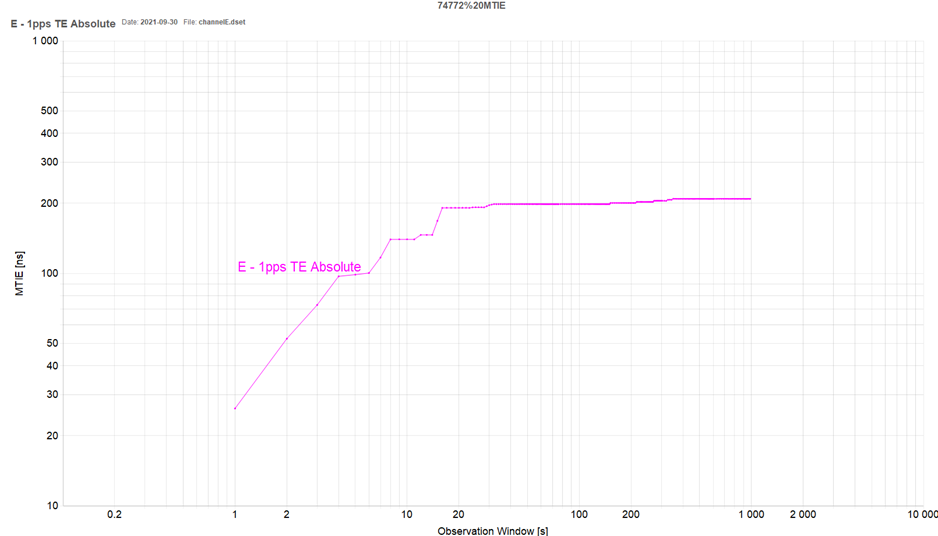 74772%20MTIE
E - 1pps TE Absolute Date: 2021-09-30 File: channelE.dset
1 000
500
400
300
200
100
50
40
30
20
10
MTIE [ns]
E - 1pps TE Absolute
0.2 1 2 10 20 100 200 1 000 2 000 10 000
Observation Window [s]